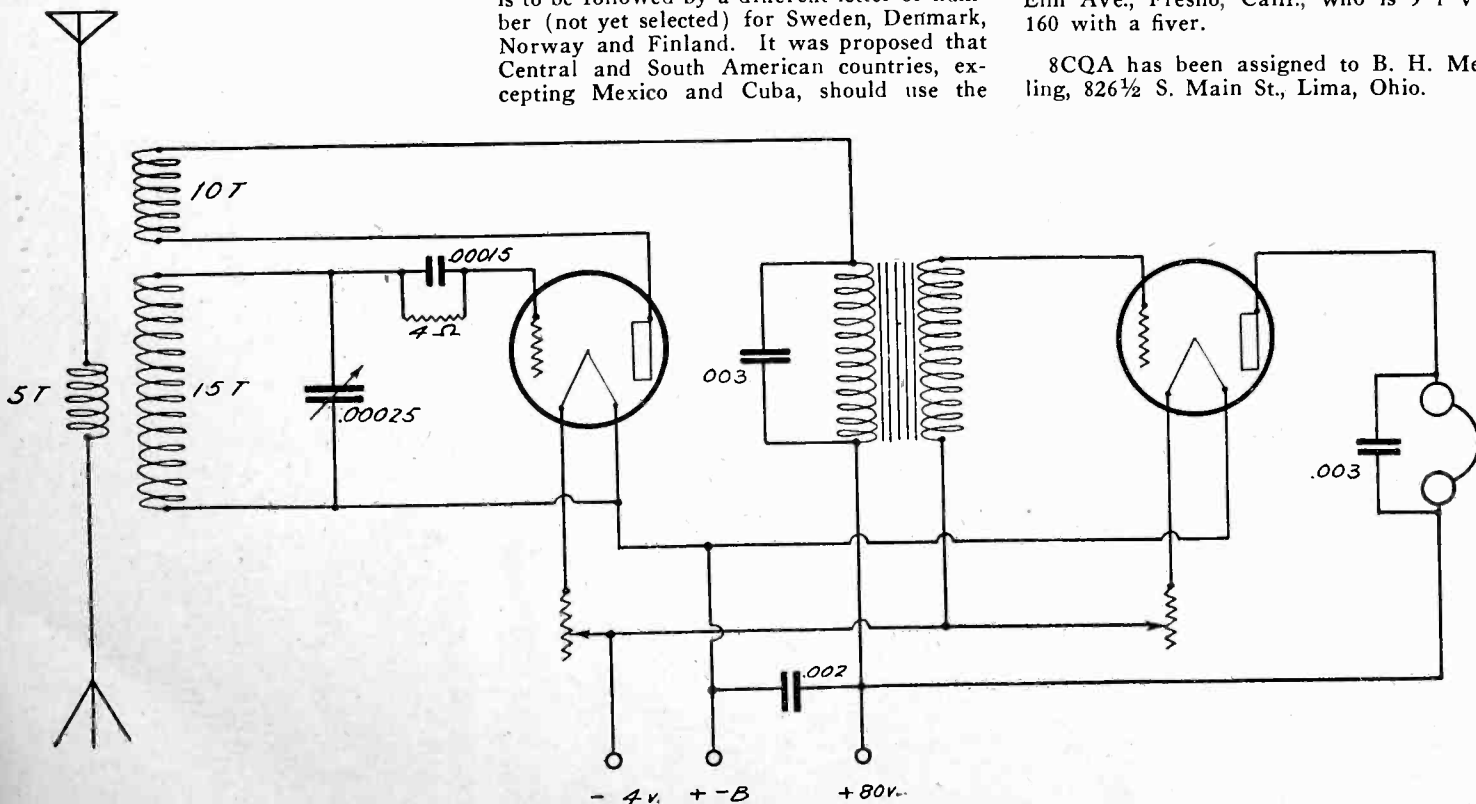 is to be followed by a different letter or num-
ber (not yet selected) for Sweden, Denmark,
Norway and Finland. It was proposed that
Central and South American countries, ex-
cepting Mexico and Cuba, should use the
Ave., Fresno, Calif., who is
160 with a fiver.
8CQA has been assigned to B. H. Me
ling, 826½ S. Main St., Lima, Ohio.
10T
.00015
4Ω
5T
15T
.00025
003
.003
.002
- 4v. + -B +80v.